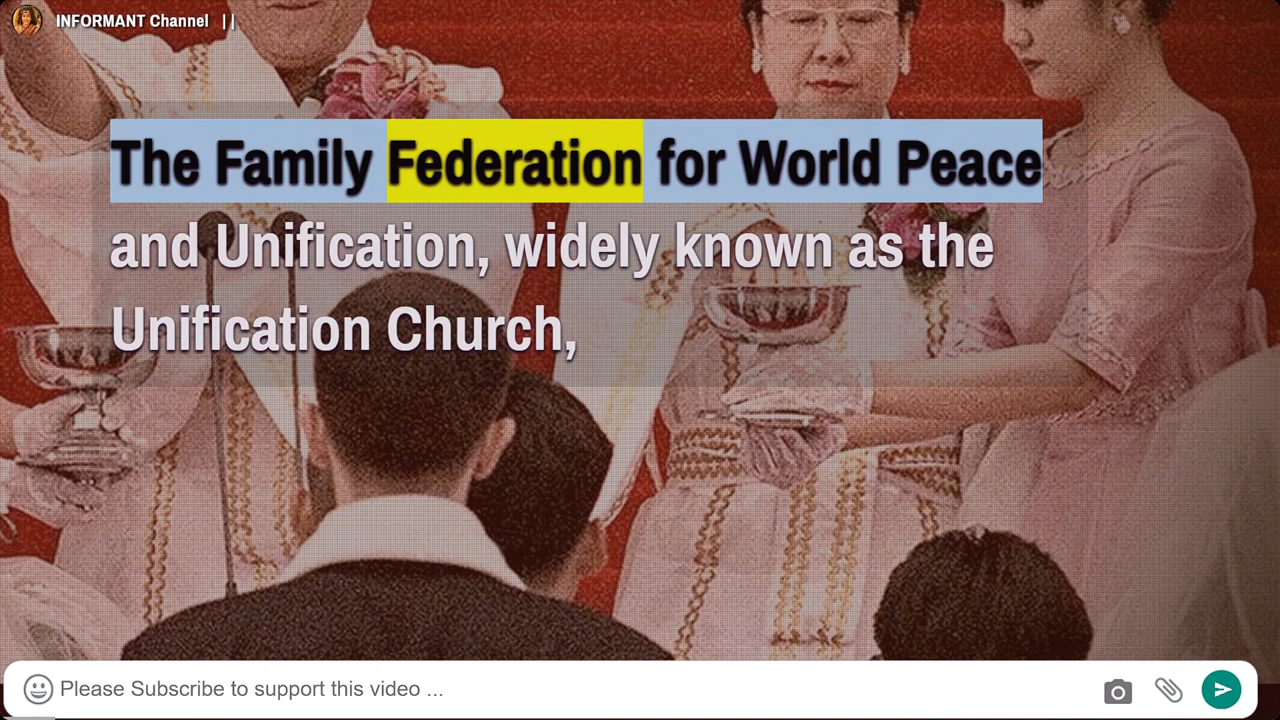 INFORMANT Channel ||
The Family Federation for World Peace
and Unification, widely known as the
Unification Church,
Please Subscribe to support this video ...